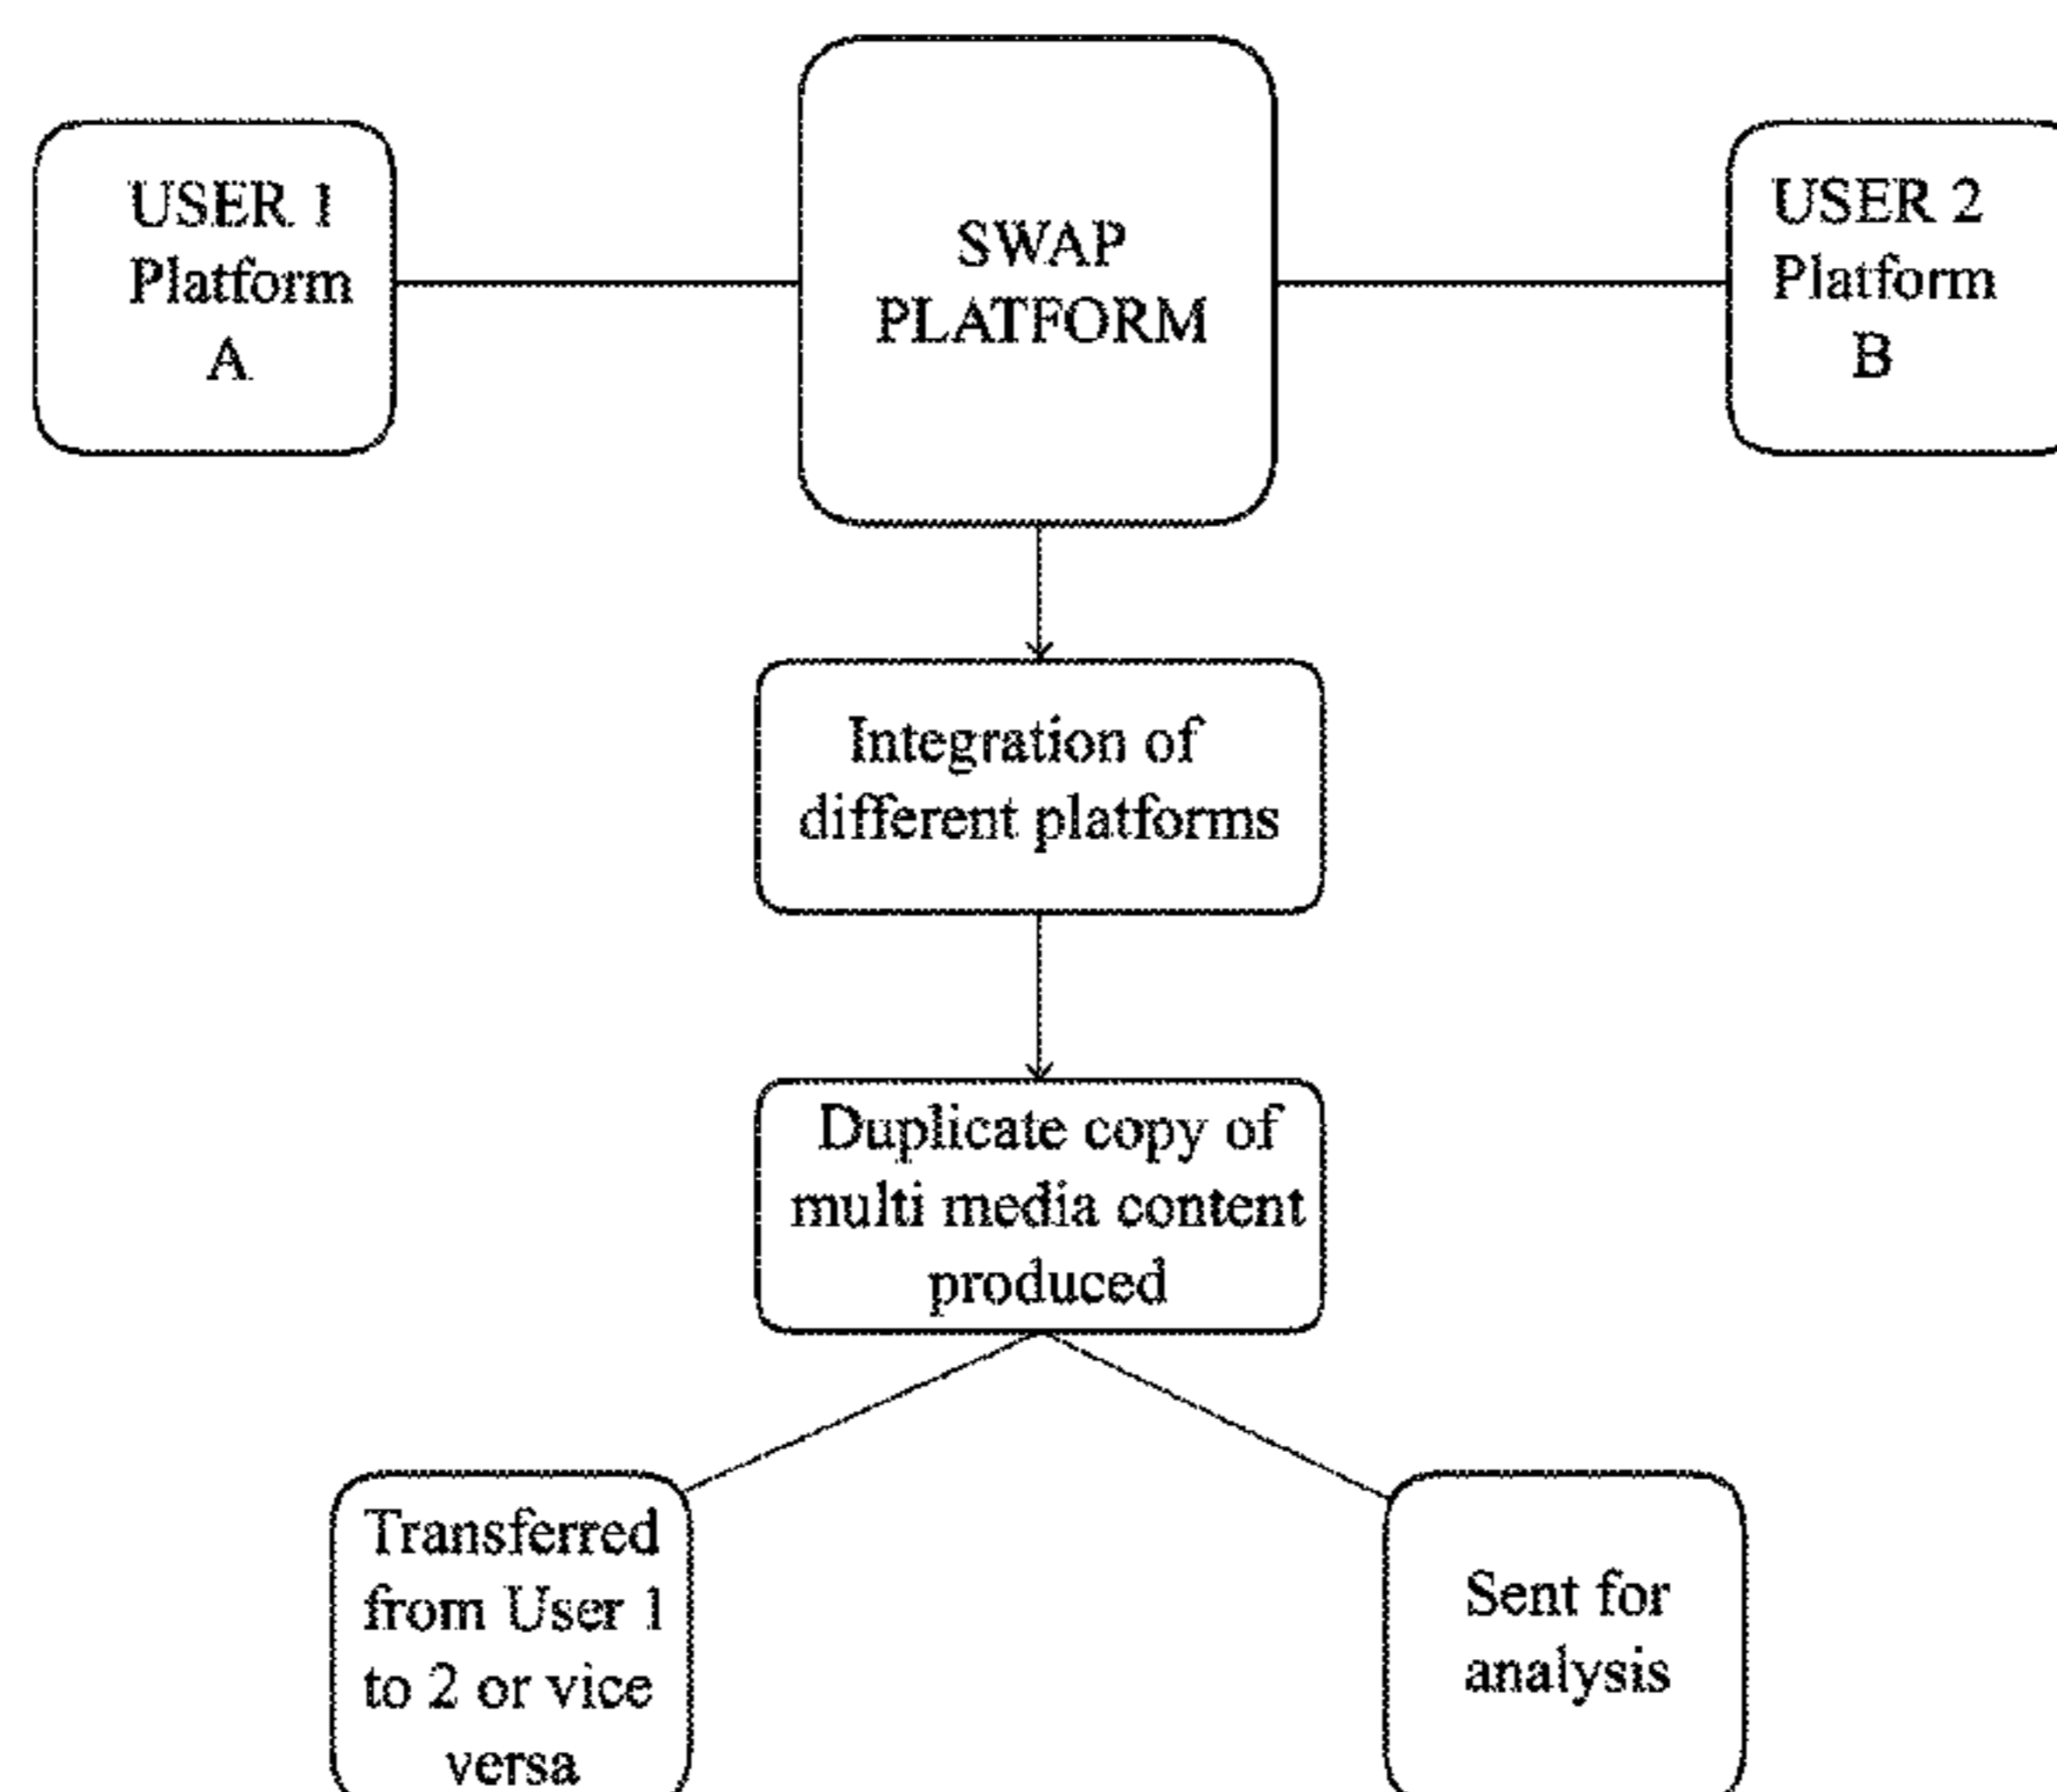 USER 1
Platform
A
SWAP
PLATFORM
USER 2
Platform
B
Integration of
different platforms
Duplicate copy of
multi media content
produced
Transferred
from User 1
to 2 or vice
versa
Sent for
analysis